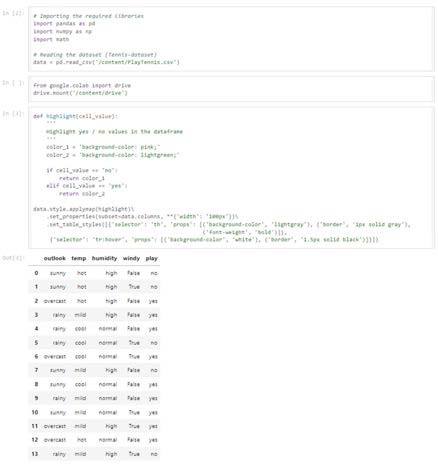 In [2]:
# Importing the required libraries
import pandas as pd
import numpy as np
import math
# Reading the dataset (Tennis-dataset)
data = pd.read_csv('/content/PlayTennis.csv')
In [ ]:
from google.colab import drive
drive.mount('/content/drive')
In [3]:
def highlight(cell_value):
'''
Highlight yes / no values in the dataframe
'''
color_1 = 'background-color: pink;'
color_2 = 'background-color: lightgreen;'
if cell_value == 'no':
return color_1
elif cell_value == 'yes':
return color_2
data.style.applymap(highlight)\
.set_properties(subset=data.columns, **{'width': '100px'})\
.set_table_styles([{'selector': 'th', 'props': [('background-color', 'lightgray'), ('border', '1px solid gray'),
('font-weight', 'bold')]},
{'selector': 'tr:hover', 'props': [('background-color', 'white'), ('border', '1.5px solid black')]}])
Out[3]:
outlook temp humidity windy play
0 sunny hot high False no
1 sunny hot high True no
2 overcast hot high False yes
3 rainy mild high False yes
4 rainy cool normal False yes
5 rainy cool normal True no
6 overcast cool normal True yes
7 sunny mild high False no
8 sunny cool normal False yes
9 rainy mild normal False yes
10 sunny mild normal True yes
11 overcast mild high True yes
12 overcast hot normal False yes
13 rainy mild high True no